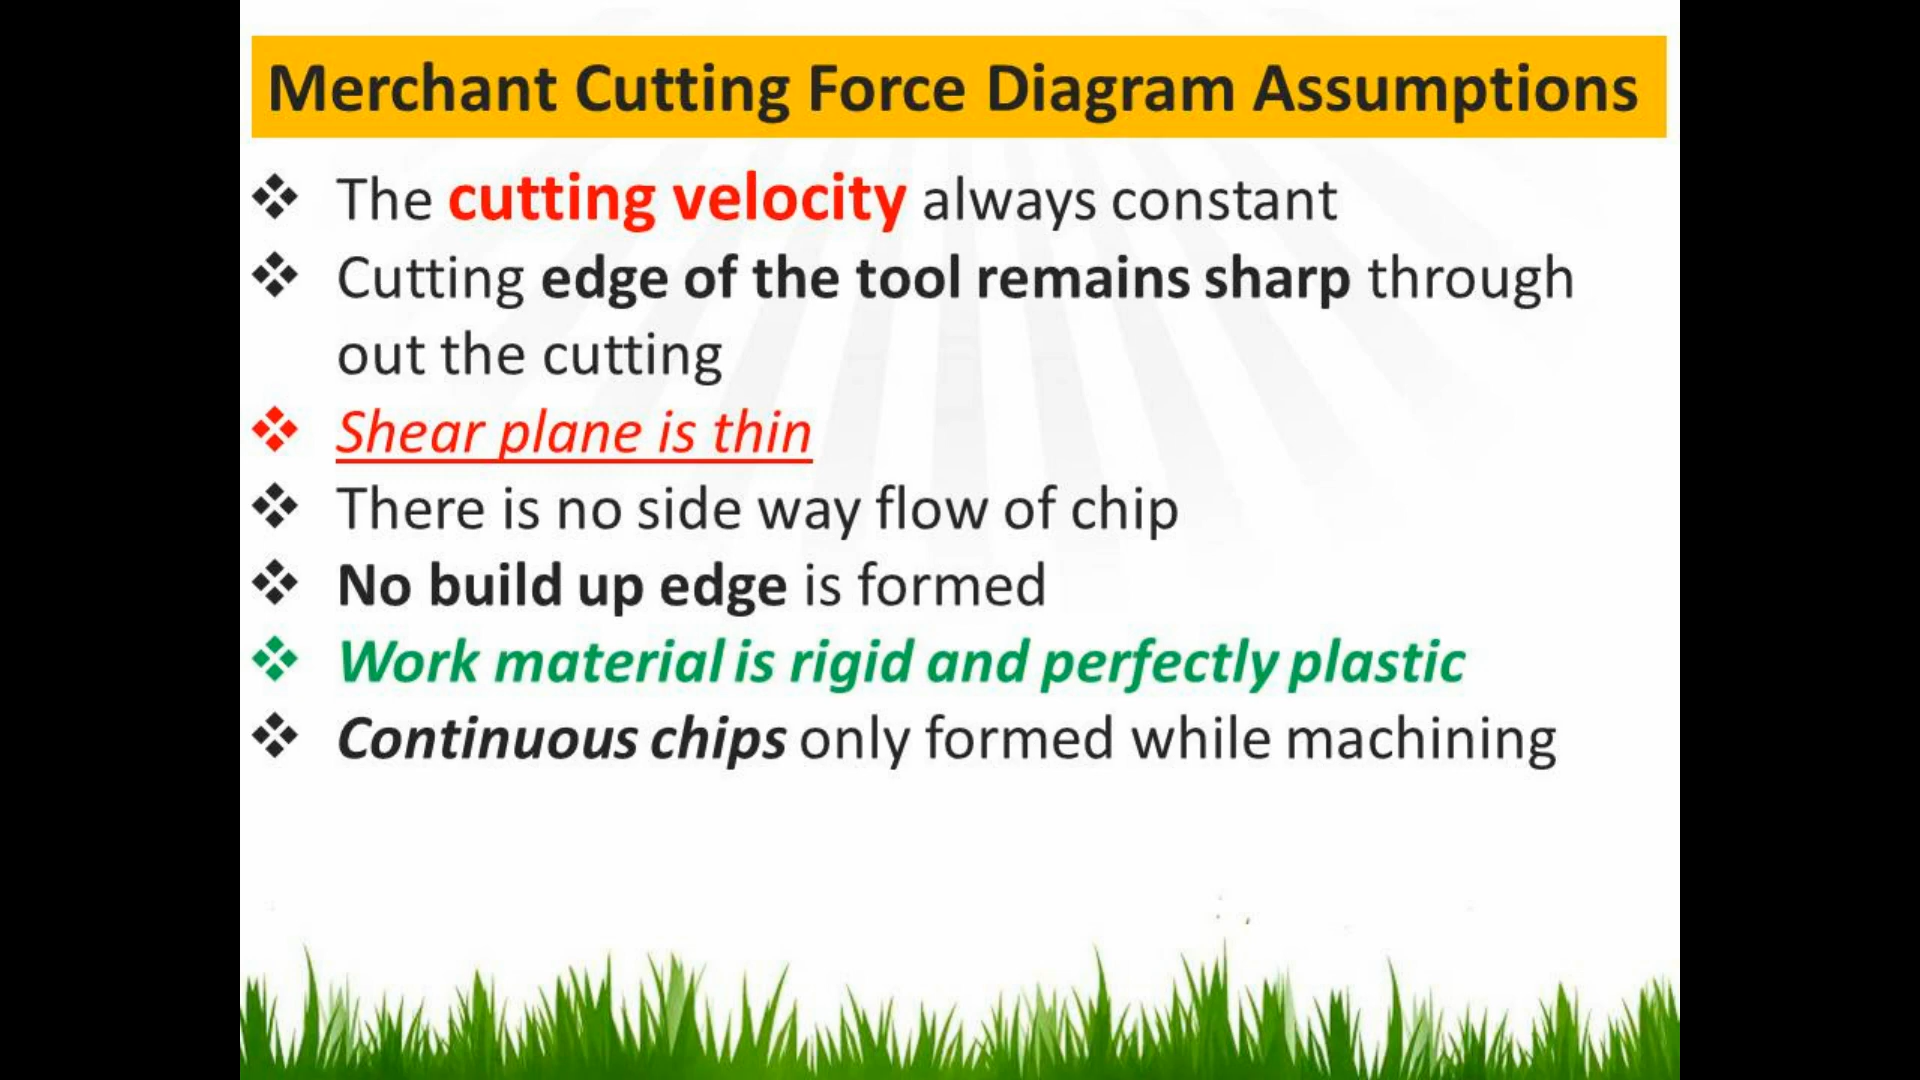 Merchant Cutting Force Diagram Assumptions
The cutting velocity always constant
Cutting edge of the tool remains sharp through
out the cutting
Shear plane is thin
There is no side way flow of chip
No build up edge is formed
Work material is rigid and perfectly plastic
Continuous chips only formed while machining